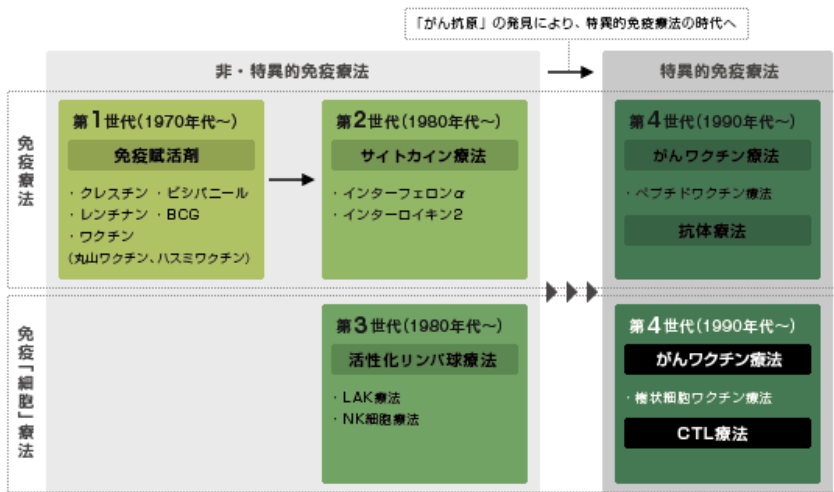 「がん抗原」の発見により、特異的免疫療法の時代へ
非・特異的免疫療法
特異的免疫療法
免疫療法
第1世代(1970年代〜)
免疫賦活剤
・クレスチン ・ピシバニール
・レンチナン ・BCG
・ワクチン
(丸山ワクチン、ハスミワクチン)
第2世代(1980年代〜)
サイトカイン療法
・インターフェロンα
・インターロイキン2
第4世代(1990年代〜)
がんワクチン療法
・ペプチドワクチン療法
抗体療法
免疫「細胞」療法
第3世代(1980年代〜)
活性化リンパ球療法
・LAK療法
・NK細胞療法
第4世代(1990年代〜)
がんワクチン療法
・樹状細胞ワクチン療法
CTL療法